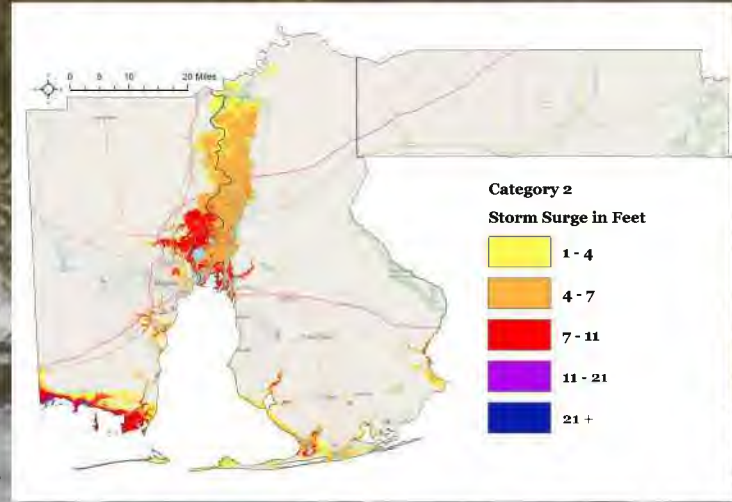 0 5 10 20 Miles
Category 2
Storm Surge in Feet
1 - 4
4 - 7
7 - 11
11 - 21
21 +